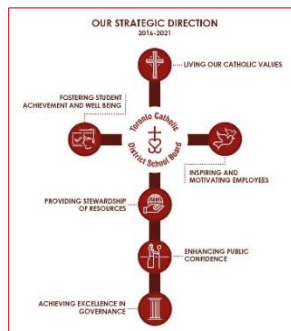 OUR STRATEGIC DIRECTION
2016-2021
LIVING OUR CATHOLIC VALUES
FOSTERING STUDENT
ACHIEVEMENT AND WELL BEING
Toronto Catholic
District School Board
INSPIRING AND
MOTIVATING EMPLOYEES
PROVIDING STEWARDSHIP
OF RESOURCES
ENHANCING PUBLIC
CONFIDENCE
ACHIEVING EXCELLENCE IN
GOVERNANCE